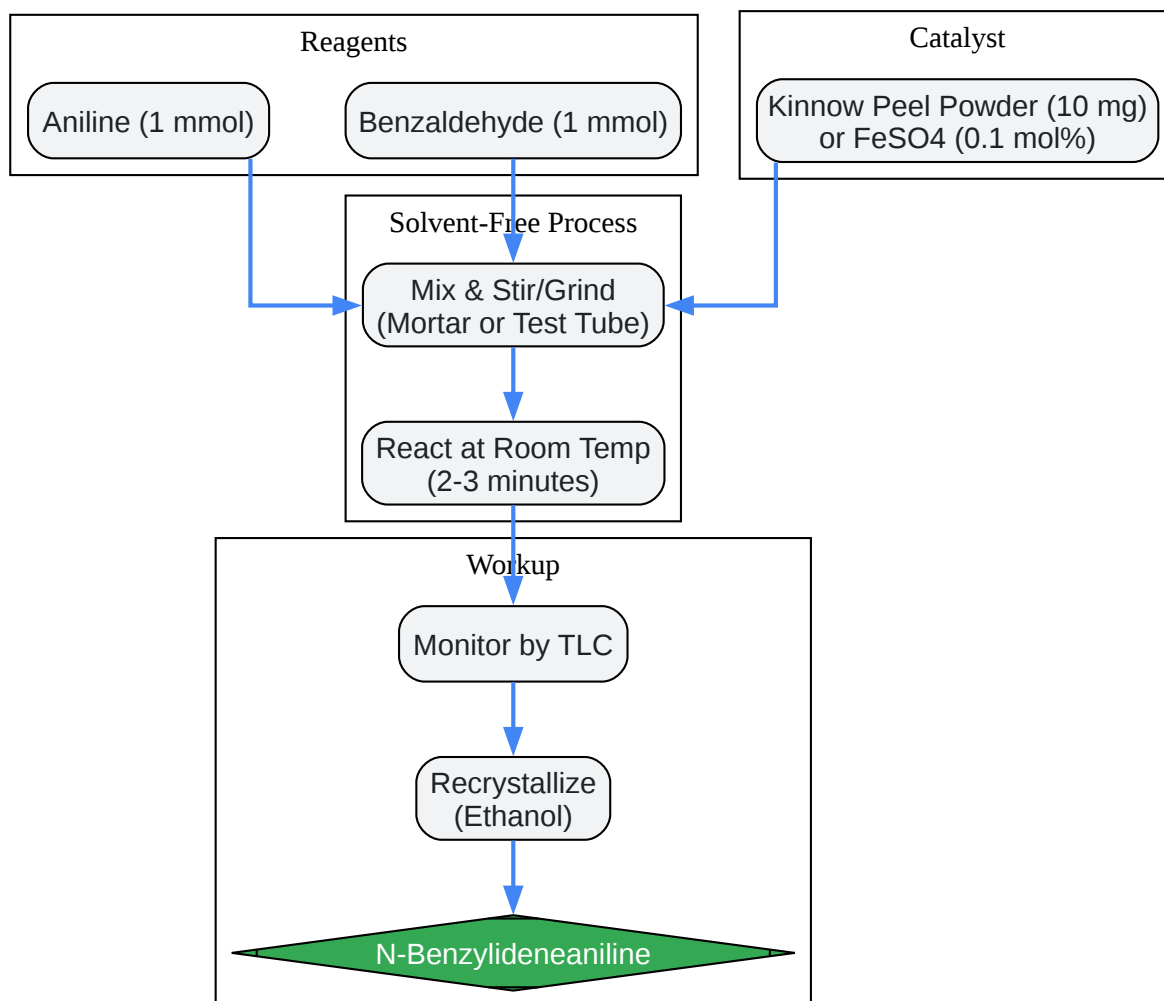 Reagents
Aniline (1 mmol)
Benzaldehyde (1 mmol)
Catalyst
Kinnow Peel Powder (10 mg)
or FeSO4 (0.1 mol%)
Solvent-Free Process
Mix & Stir/Grind
(Mortar or Test Tube)
React at Room Temp
(2-3 minutes)
Workup
Monitor by TLC
Recrystallize
(Ethanol)
N-Benzylideneaniline